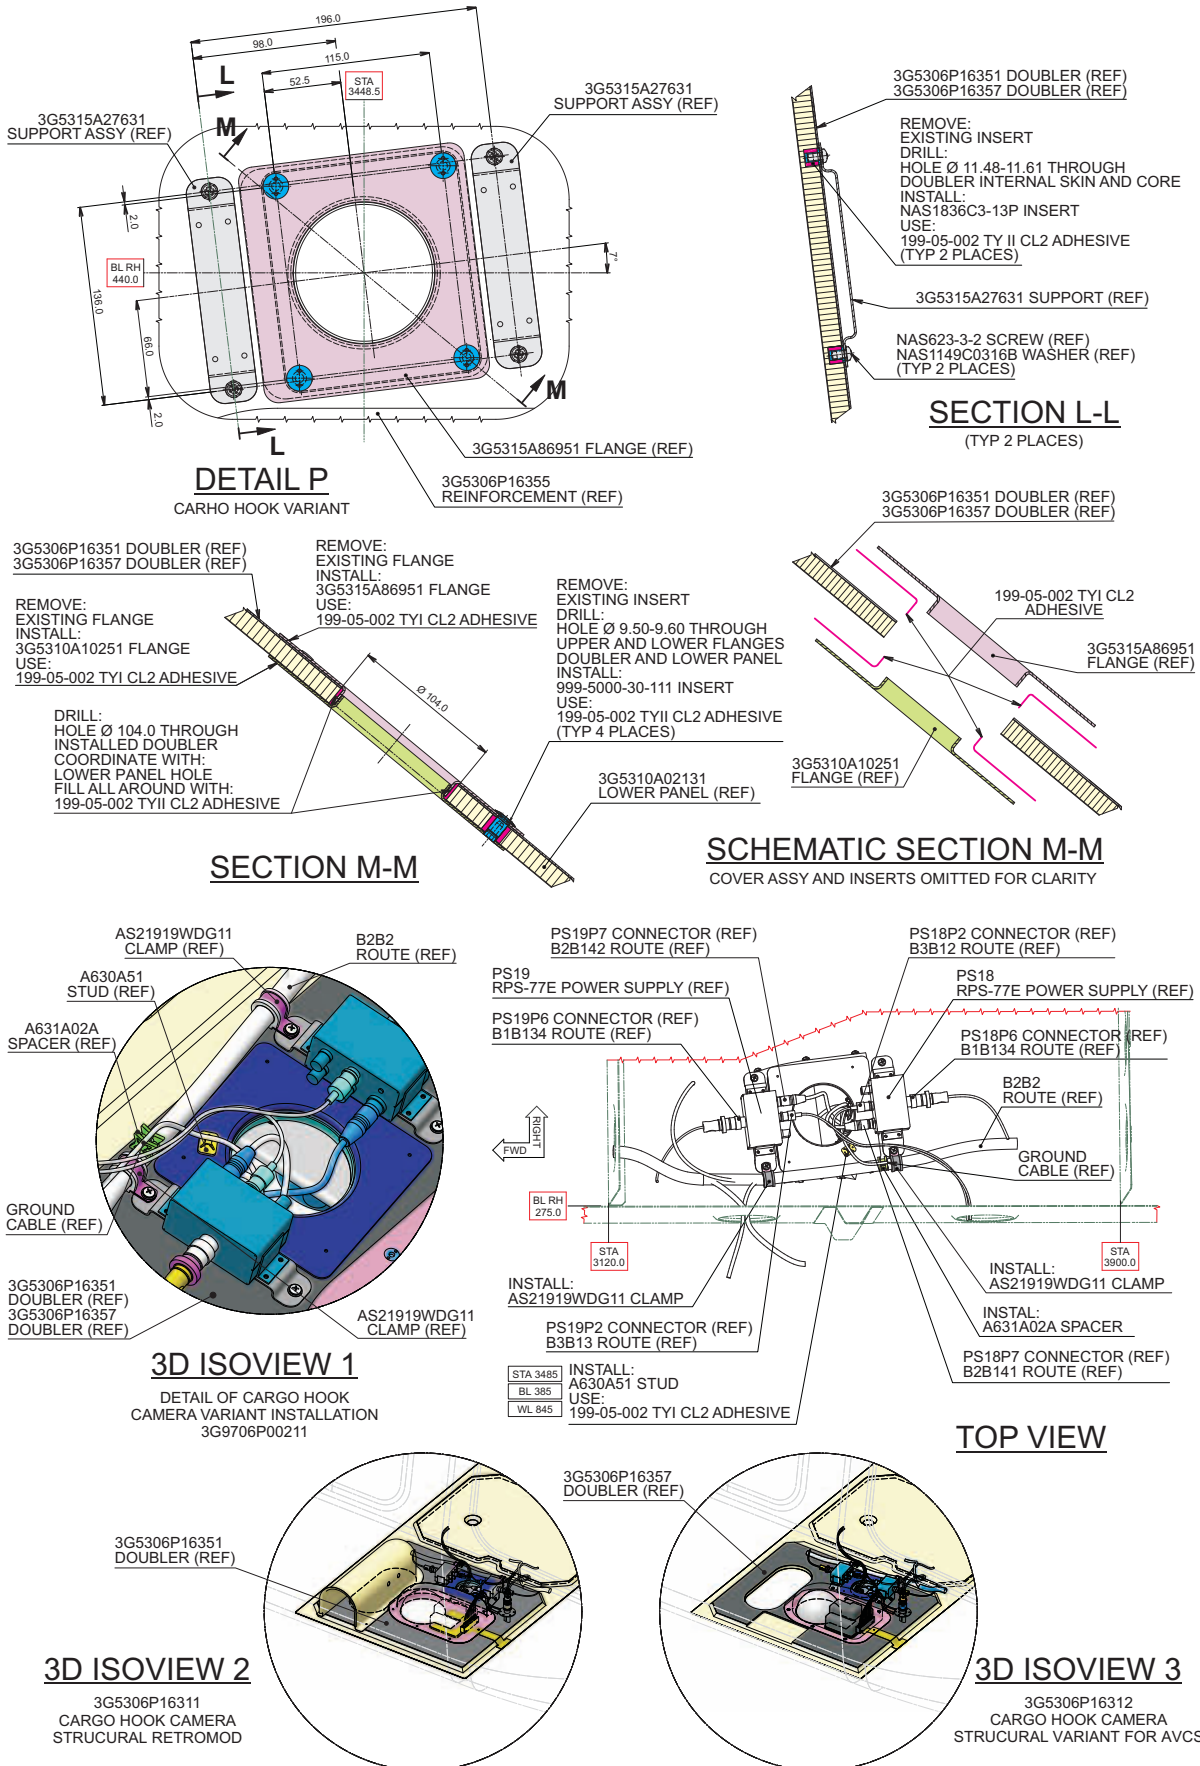 196.0
98.0
115.0
52.5
L
STA
3448.5
M
3G5315A27631
SUPPORT ASSY (REF)
3G5315A27631
SUPPORT ASSY (REF)
2.0
BL RH
440.0
136.0
66.0
2.0
7°
M
L
3G5315A86951 FLANGE (REF)
3G5306P16355
REINFORCEMENT (REF)
DETAIL P
CARHO HOOK VARIANT
3G5306P16351 DOUBLER (REF)
3G5306P16357 DOUBLER (REF)
REMOVE:
EXISTING INSERT
DRILL:
HOLE Ø 11.48-11.61 THROUGH
DOUBLER INTERNAL SKIN AND CORE
INSTALL:
NAS1836C3-13P INSERT
USE:
199-05-002 TY II CL2 ADHESIVE
(TYP 2 PLACES)
3G5315A27631 SUPPORT (REF)
NAS623-3-2 SCREW (REF)
NAS1149C0316B WASHER (REF)
(TYP 2 PLACES)
SECTION L-L
(TYP 2 PLACES)
3G5306P16351 DOUBLER (REF)
3G5306P16357 DOUBLER (REF)
REMOVE:
EXISTING FLANGE
INSTALL:
3G5315A86951 FLANGE
USE:
199-05-002 TYI CL2 ADHESIVE
REMOVE:
EXISTING FLANGE
INSTALL:
3G5310A10251 FLANGE
USE:
199-05-002 TYI CL2 ADHESIVE
DRILL:
HOLE Ø 104.0 THROUGH
INSTALLED DOUBLER
COORDINATE WITH:
LOWER PANEL HOLE
FILL ALL AROUND WITH:
199-05-002 TYII CL2 ADHESIVE
Ø 104.0
REMOVE:
EXISTING INSERT
DRILL:
HOLE Ø 9.50-9.60 THROUGH
UPPER AND LOWER FLANGES
DOUBLER AND LOWER PANEL
INSTALL:
999-5000-30-111 INSERT
USE:
199-05-002 TYII CL2 ADHESIVE
(TYP 4 PLACES)
3G5310A02131
LOWER PANEL (REF)
SECTION M-M
3G5306P16351 DOUBLER (REF)
3G5306P16357 DOUBLER (REF)
199-05-002 TYI CL2
ADHESIVE
3G5315A86951
FLANGE (REF)
3G5310A10251
FLANGE (REF)
SCHEMATIC SECTION M-M
COVER ASSY AND INSERTS OMITTED FOR CLARITY
AS21919WDG11
CLAMP (REF)
B2B2
ROUTE (REF)
A630A51
STUD (REF)
A631A02A
SPACER (REF)
GROUND
CABLE (REF)
3G5306P16351
DOUBLER (REF)
3G5306P16357
DOUBLER (REF)
AS21919WDG11
CLAMP (REF)
3D ISOVIEW 1
DETAIL OF CARGO HOOK
CAMERA VARIANT INSTALLATION
3G9706P00211
PS19P7 CONNECTOR (REF)
B2B142 ROUTE (REF)
PS19
RPS-77E POWER SUPPLY (REF)
PS19P6 CONNECTOR (REF)
B1B134 ROUTE (REF)
PS18P2 CONNECTOR (REF)
B3B12 ROUTE (REF)
PS18
RPS-77E POWER SUPPLY (REF)
PS18P6 CONNECTOR (REF)
B1B134 ROUTE (REF)
B2B2
ROUTE (REF)
RIGHT
FWD
GROUND
CABLE (REF)
BL RH
275.0
STA
3120.0
STA
3900.0
INSTALL:
AS21919WDG11 CLAMP
INSTALL:
AS21919WDG11 CLAMP
INSTAL:
A631A02A SPACER
PS19P2 CONNECTOR (REF)
B3B13 ROUTE (REF)
PS18P7 CONNECTOR (REF)
B2B141 ROUTE (REF)
STA 3485
BL 385
WL 845
INSTALL:
A630A51 STUD
USE:
199-05-002 TYI CL2 ADHESIVE
TOP VIEW
3G5306P16351
DOUBLER (REF)
3D ISOVIEW 2
3G5306P16311
CARGO HOOK CAMERA
STRUCURAL RETROMOD
3G5306P16357
DOUBLER (REF)
3D ISOVIEW 3
3G5306P16312
CARGO HOOK CAMERA
STRUCURAL VARIANT FOR AVCS